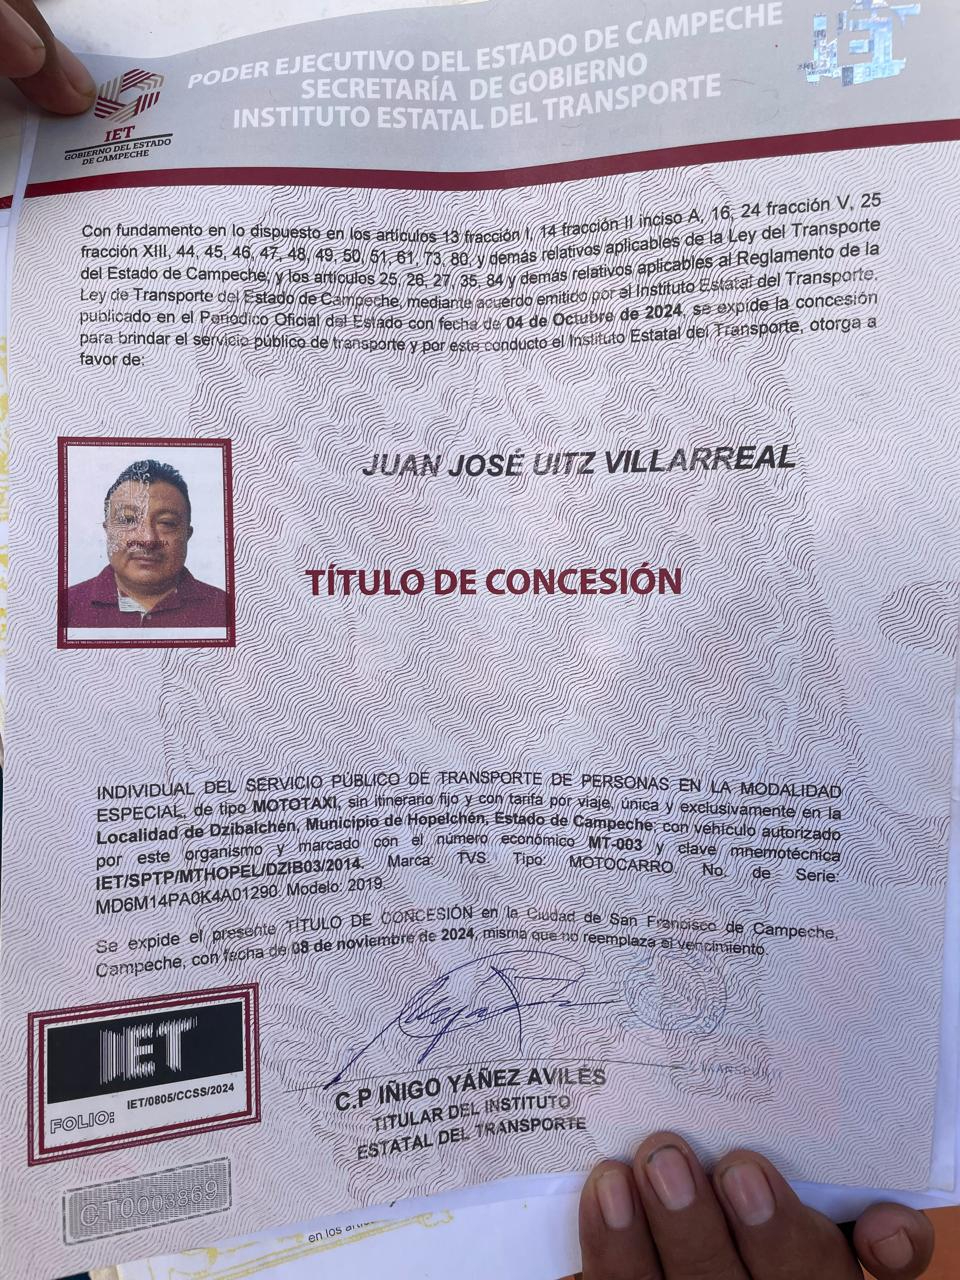 PODER EJECUTIVO DEL ESTADO DE CAMPECHE
SECRETARÍA DE GOBIERNO
INSTITUTO ESTATAL DEL TRANSPORTE
IET
GOBIERNO DEL ESTADO
DE CAMPECHE
IET
Con fundamento en lo dispuesto en los artículos 13 fracción I, 14 fracción II inciso A, 16, 24 fracción V, 25
fracción XIII, 44, 45, 46, 47, 48, 49, 50, 51, 61, 73, 80, y demás relativos aplicables de la Ley del Transporte
del Estado de Campeche, y los artículos 25, 26, 27, 35, 84 y demás relativos aplicables al Reglamento de la
Ley de Transporte del Estado de Campeche, mediante acuerdo emitido por el Instituto Estatal del Transporte,
publicado en el Periódico Oficial del Estado con fecha de 04 de Octubre de 2024, se expide la concesión
para brindar el servicio público de transporte y por este conducto el Instituto Estatal del Transporte, otorga a
favor de:
JUAN JOSÉ UITZ VILLARREAL
TÍTULO DE CONCESIÓN
INDIVIDUAL DEL SERVICIO PÚBLICO DE TRANSPORTE DE PERSONAS EN LA MODALIDAD
ESPECIAL, de tipo MOTOTAXI, sin itinerario fijo y con tarifa por viaje, única y exclusivamente en la
Localidad de Dzibalchén, Municipio de Hopelchén, Estado de Campeche; con vehículo autorizado
por este organismo y marcado con el número económico MT-003 y clave mnemotécnica
IET/SPTP/MTHOPEL/DZIB03/2014. Marca: TVS. Tipo: MOTOCARRO. No. de Serie:
MD6M14PA0K4A01290. Modelo: 2019.
Se expide el presente TÍTULO DE CONCESIÓN en la Ciudad de San Francisco de Campeche,
Campeche, con fecha de 08 de noviembre de 2024, misma que no reemplaza el vencimiento.
C.P IÑIGO YÁÑEZ AVILÉS
TITULAR DEL INSTITUTO
ESTATAL DEL TRANSPORTE
IET
FOLIO: IET/0805/CCSS/2024
CT0003869
en los